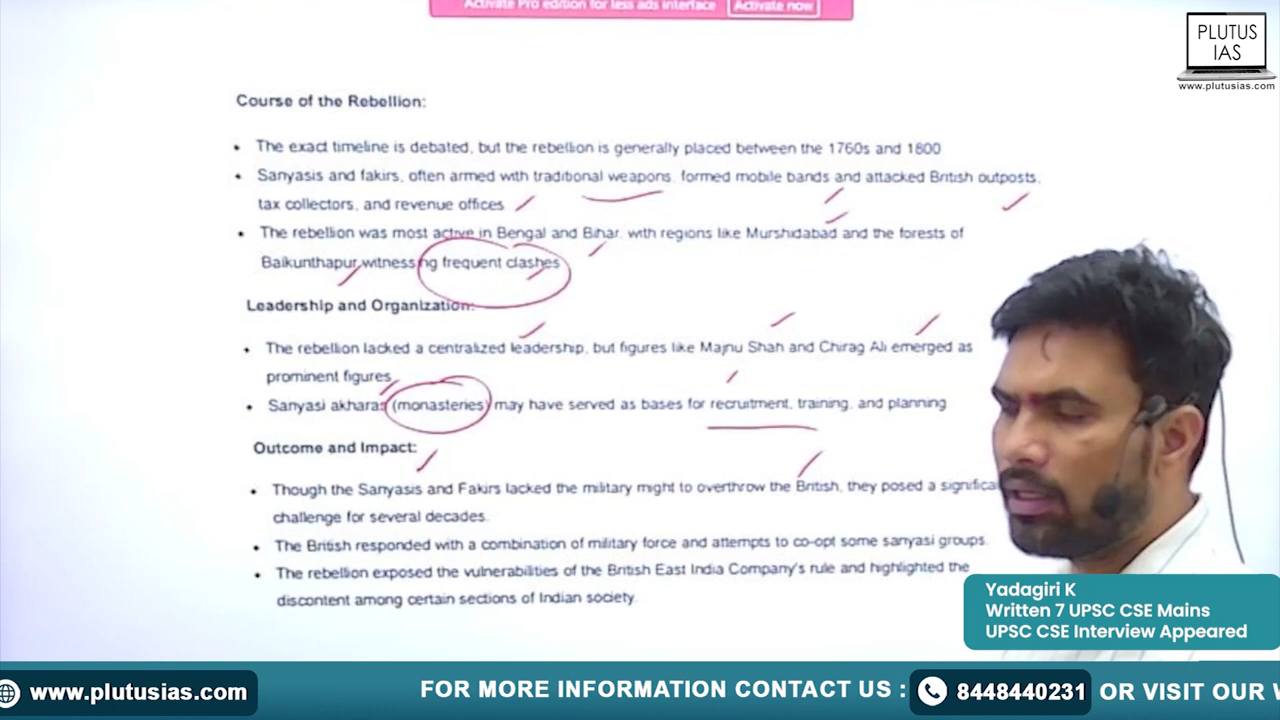 Activate Pro edition for less ads interface Activate now
PLUTUS
IAS
www.plutusias.com
Course of the Rebellion:
• The exact timeline is debated, but the rebellion is generally placed between the 1760s and 1800
• Sanyasis and fakirs, often armed with traditional weapons, formed mobile bands and attacked British outposts,
tax collectors, and revenue offices
• The rebellion was most active in Bengal and Bihar, with regions like Murshidabad and the forests of
Baikunthapur witnessing frequent clashes
Leadership and Organization:
• The rebellion lacked a centralized leadership, but figures like Majnu Shah and Chirag Ali emerged as
prominent figures
• Sanyasi akharas (monasteries) may have served as bases for recruitment, training, and planning
Outcome and Impact:
• Though the Sanyasis and Fakirs lacked the military might to overthrow the British, they posed a significa
challenge for several decades.
• The British responded with a combination of military force and attempts to co-opt some sanyasi groups.
• The rebellion exposed the vulnerabilities of the British East India Company's rule and highlighted the
discontent among certain sections of Indian society.
Yadagiri K
Written 7 UPSC CSE Mains
UPSC CSE Interview Appeared
www.plutusias.com
FOR MORE INFORMATION CONTACT US : 8448440231 OR VISIT OUR W